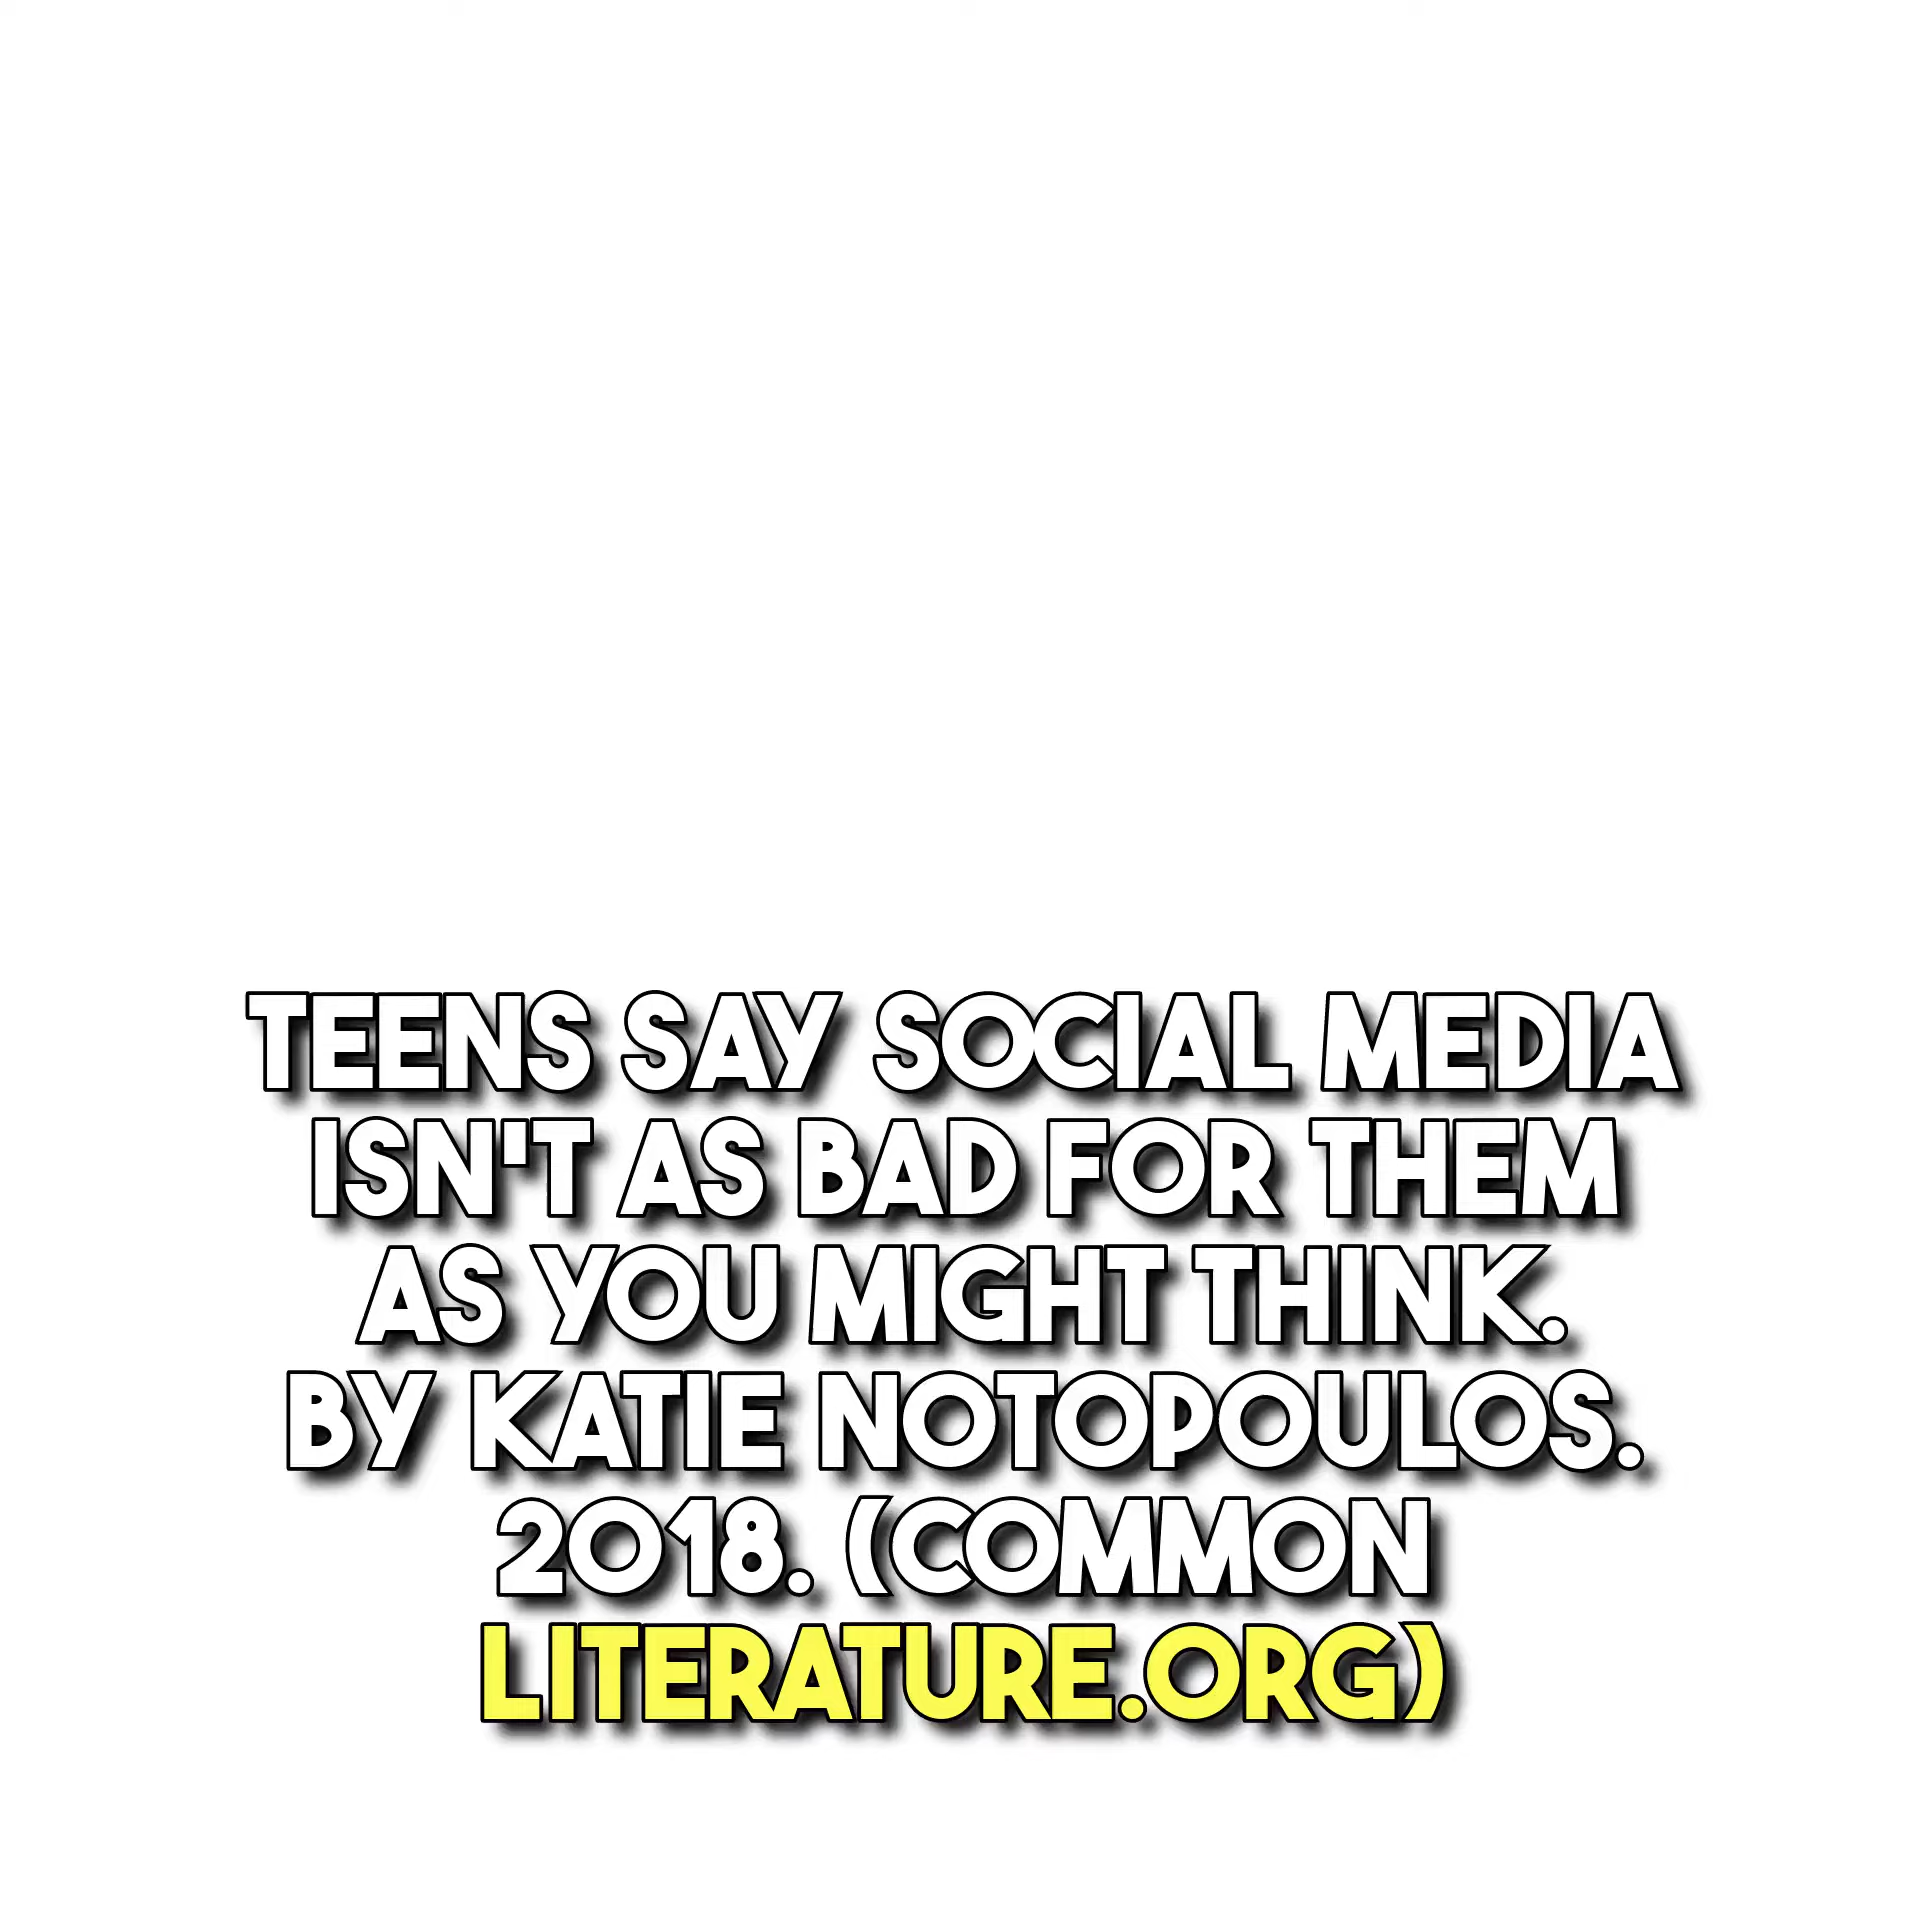 TEENS SAY SOCIAL MEDIA
ISN'T AS BAD FOR THEM
AS YOU MIGHT THINK.
BY KATIE NOTOPOULOS.
2018. (COMMON
LITERATURE.ORG)